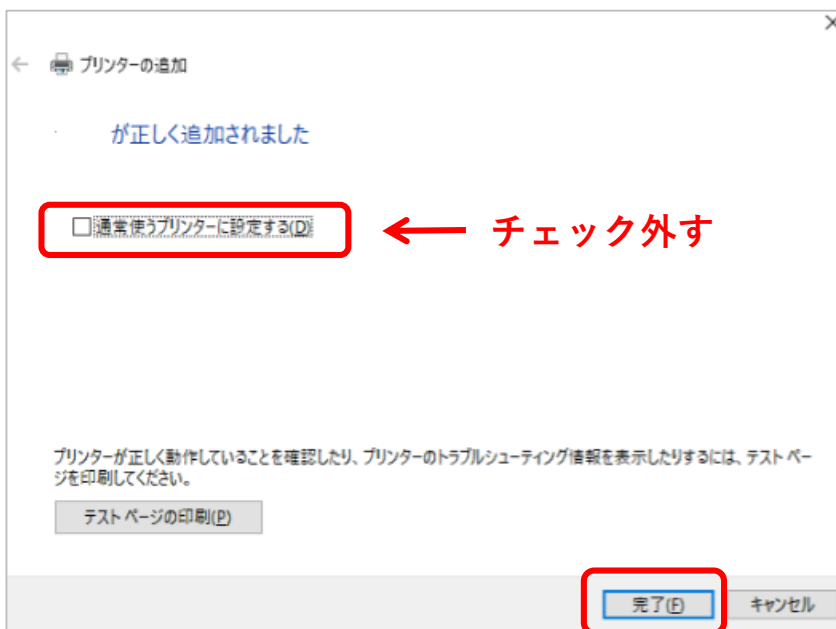 プリンターの追加
が正しく追加されました
通常使うプリンターに設定する(D)
チェック外す
プリンターが正しく動作していることを確認したり、プリンターのトラブルシューティング情報を表示したりするには、テスト ペー
ジを印刷してください。
テスト ページの印刷(P)
完了(F)
キャンセル